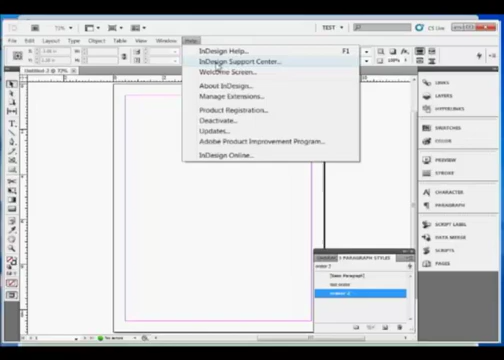 TEST
CS Live
File Edit Layout Type Object Table View Window Help
100%
InDesign Help... F1
InDesign Support Center...
Welcome Screen...
About InDesign...
Manage Extensions...
Product Registration...
Deactivate...
Updates...
Adobe Product Improvement Program...
InDesign Online...
LINKS
LAYERS
HYPERLINKS
SWATCHES
PREVIEW
STROKE
CHARACTER
PARAGRAPH
SCRIPT LABEL
DATA MERGE
SCRIPTS
PAGES
PARAGRAPH STYLES
[Basic Paragraph]